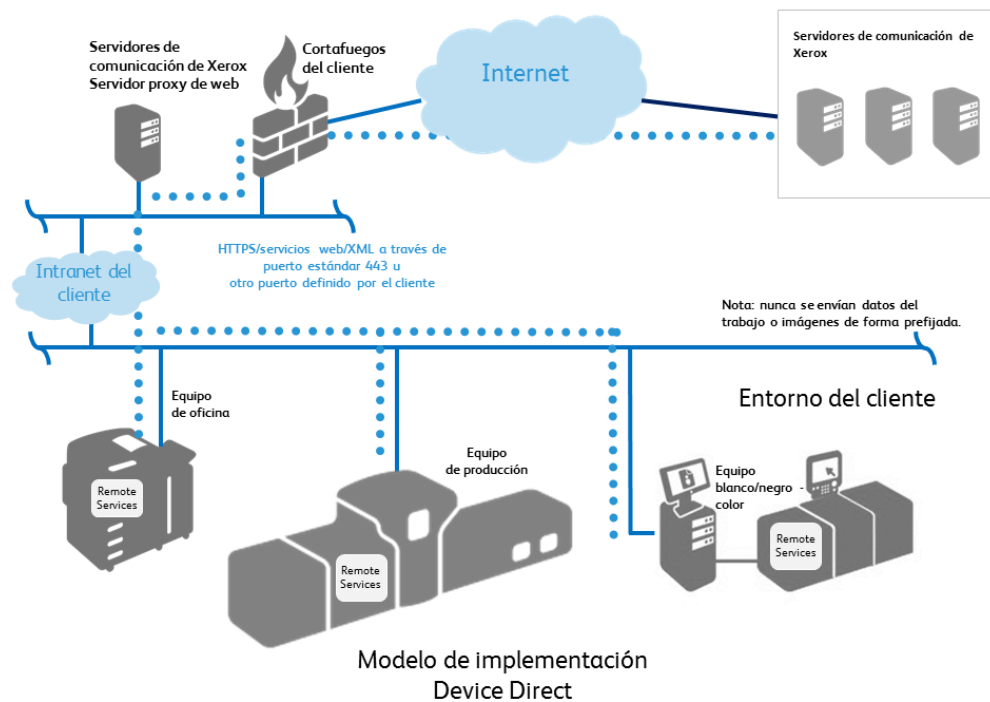 Servidores de
comunicación de Xerox
Servidor proxy de web
Cortafuegos
del cliente
Internet
Servidores de comunicación de
Xerox
HTTPS/servicios web/XML a través de
puerto estándar 443 u
otro puerto definido por el cliente
Intranet del
cliente
Nota: nunca se envían datos del
trabajo o imágenes de forma prefijada.
Entorno del cliente
Equipo
de oficina
Remote
Services
Equipo
de producción
Remote
Services
Equipo
blanco/negro -
color
Remote
Services
Modelo de implementación
Device Direct